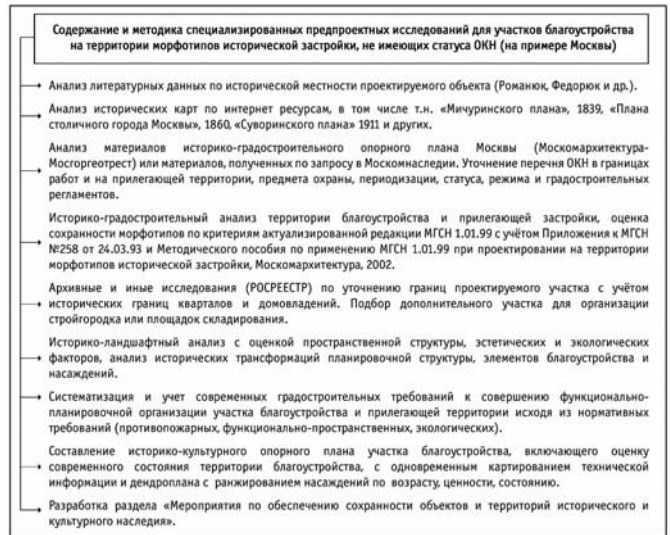 Содержание и методика специализированных предпроектных исследований для участков благоустройства
на территории морфотипов исторической застройки, не имеющих статуса ОКН (на примере Москвы)
Анализ литературных данных по исторической местности проектируемого объекта (Романюк, Федорюк и др.).
Анализ исторических карт по интернет ресурсам, в том числе т.н. «Мичуринского плана», 1839, «Плана
столичного города Москвы», 1860, «Суворинского плана» 1911 и других.
Анализ материалов историко-градостроительного опорного плана Москвы (Москомархитектура-
Мосгоргеотрест) или материалов, полученных по запросу в Москомнаследии. Уточнение перечня ОКН в границах
работ и на прилегающей территории, предмета охраны, периодизации, статуса, режима и градостроительных
регламентов.
Историко-градостроительный анализ территории благоустройства и прилегающей застройки, оценка
сохранности морфотипов по критериям актуализированной редакции МГСН 1.01.99 с учётом Приложения к МГСН
№258 от 24.03.93 и Методического пособия по применению МГСН 1.01.99 при проектировании на территории
морфотипов исторической застройки, Москомархитектура, 2002.
Архивные и иные исследования (РОСРЕЕСТР) по уточнению границ проектируемого участка с учётом
исторических границ кварталов и домовладений. Подбор дополнительного участка для организации
стройгородка или площадок складирования.
Историко-ландшафтный анализ с оценкой пространственной структуры, эстетических и экологических
факторов, анализ исторических трансформаций планировочной структуры, элементов благоустройства и
насаждений.
Систематизация и учет современных градостроительных требований к совершению функционально-
планировочной организации участка благоустройства и прилегающей территории исходя из нормативных
требований (противопожарных, функционально-пространственных, экологических).
Составление историко-культурного опорного плана участка благоустройства, включающего оценку
современного состояния территории благоустройства, с одновременным картированием технической
информации и дендроплана с ранжированием насаждений по возрасту, ценности, состоянию.
Разработка раздела «Мероприятия по обеспечению сохранности объектов и территорий исторического и
культурного наследия».